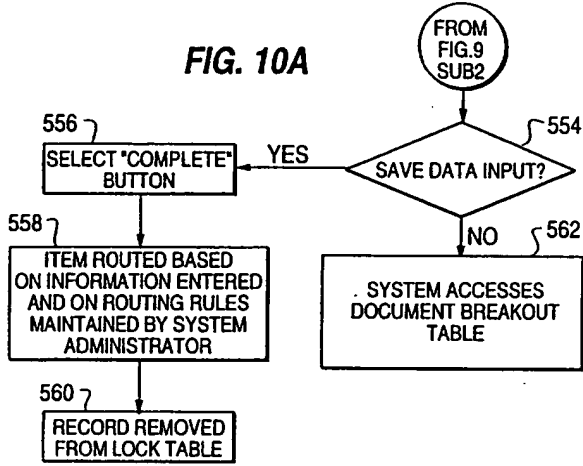 FIG. 10A
FROM
FIG.9
SUB2
554
SAVE DATA INPUT?
YES
556
SELECT "COMPLETE"
BUTTON
558
ITEM ROUTED BASED
ON INFORMATION ENTERED
AND ON ROUTING RULES
MAINTAINED BY SYSTEM
ADMINISTRATOR
560
RECORD REMOVED
FROM LOCK TABLE
NO
562
SYSTEM ACCESSES
DOCUMENT BREAKOUT
TABLE